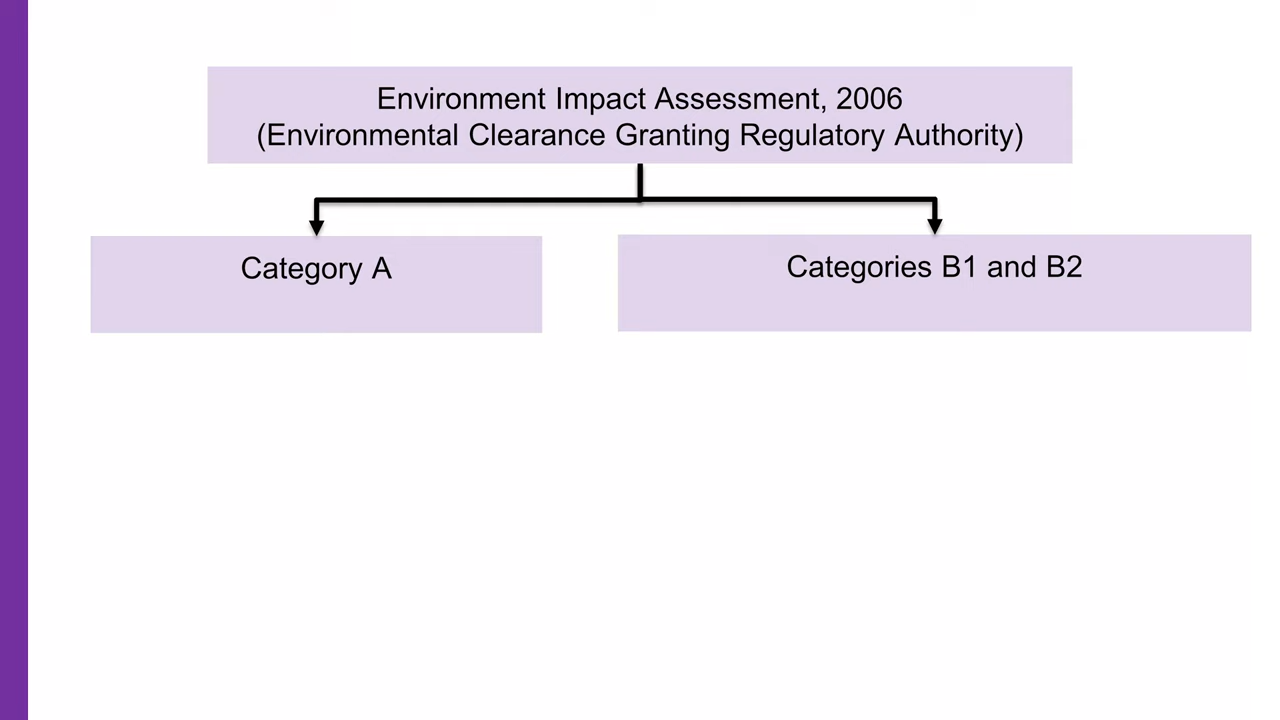 Environment Impact Assessment, 2006
(Environmental Clearance Granting Regulatory Authority)
Category A
Categories B1 and B2